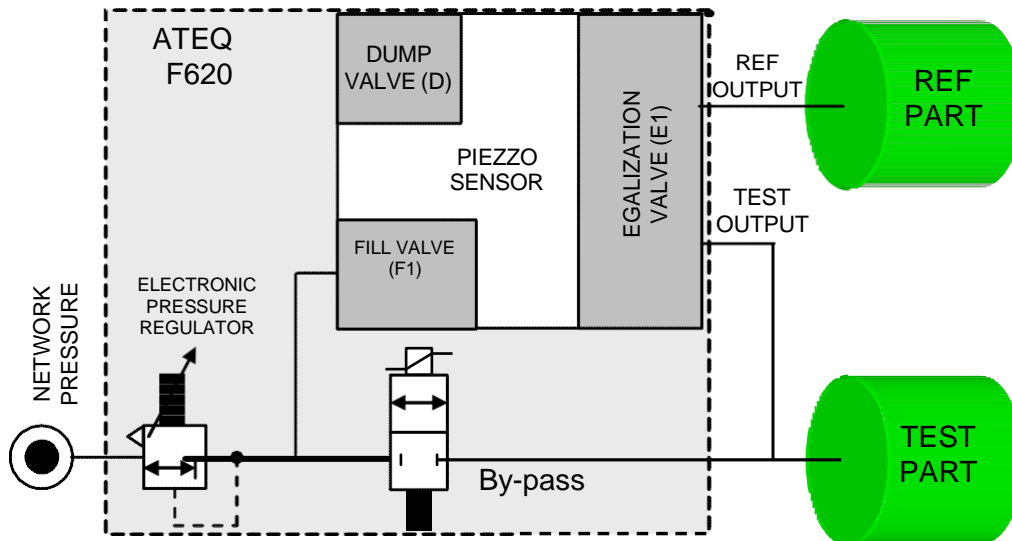 ATEQ
F620
DUMP
VALVE (D)
PIEZZO
SENSOR
EGALIZATION
VALVE (E1)
REF
OUTPUT
REF
PART
TEST
OUTPUT
FILL VALVE
(F1)
ELECTRONIC
PRESSURE
REGULATOR
NETWORK
PRESSURE
By-pass
TEST
PART